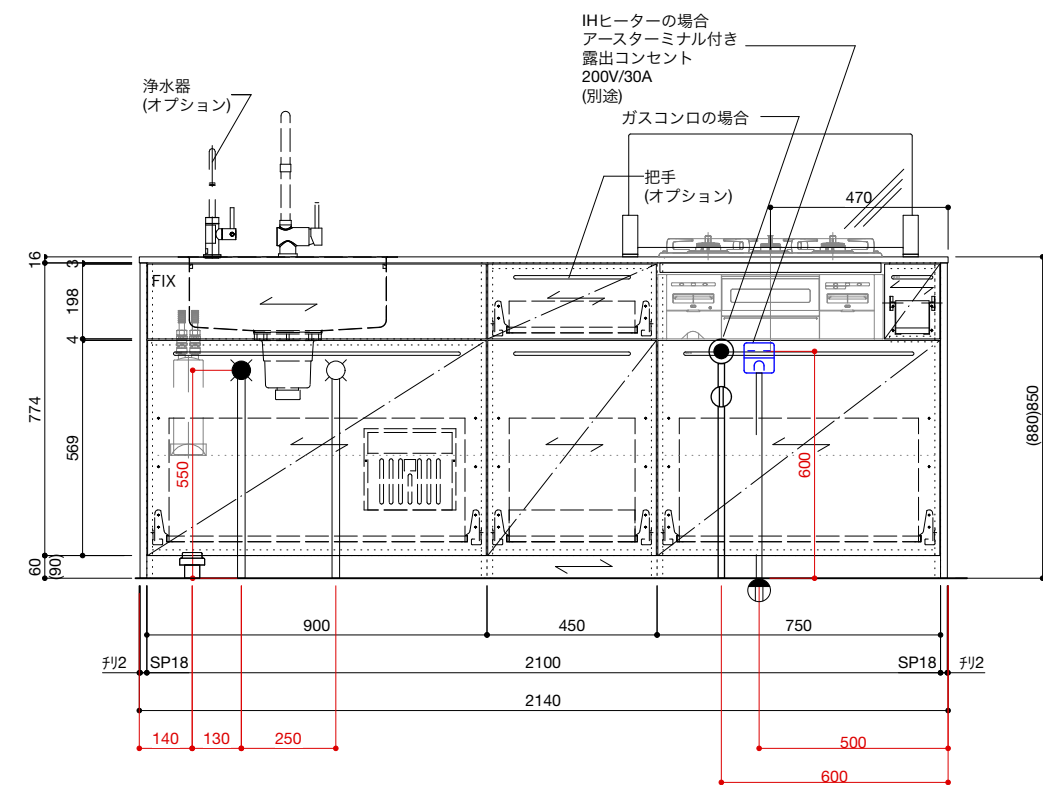 IHヒーターの場合
アースターミナル付き
露出コンセント
200V/30A
(別途)
ガスコンロの場合
浄水器
(オプション)
把手
(オプション)
470
16
3
FIX
198
4
774
569
550
600
(880)850
60
(90)
900
450
750
ﾁﾘ2
SP18
2100
SP18
ﾁﾘ2
2140
140
130
250
500
600